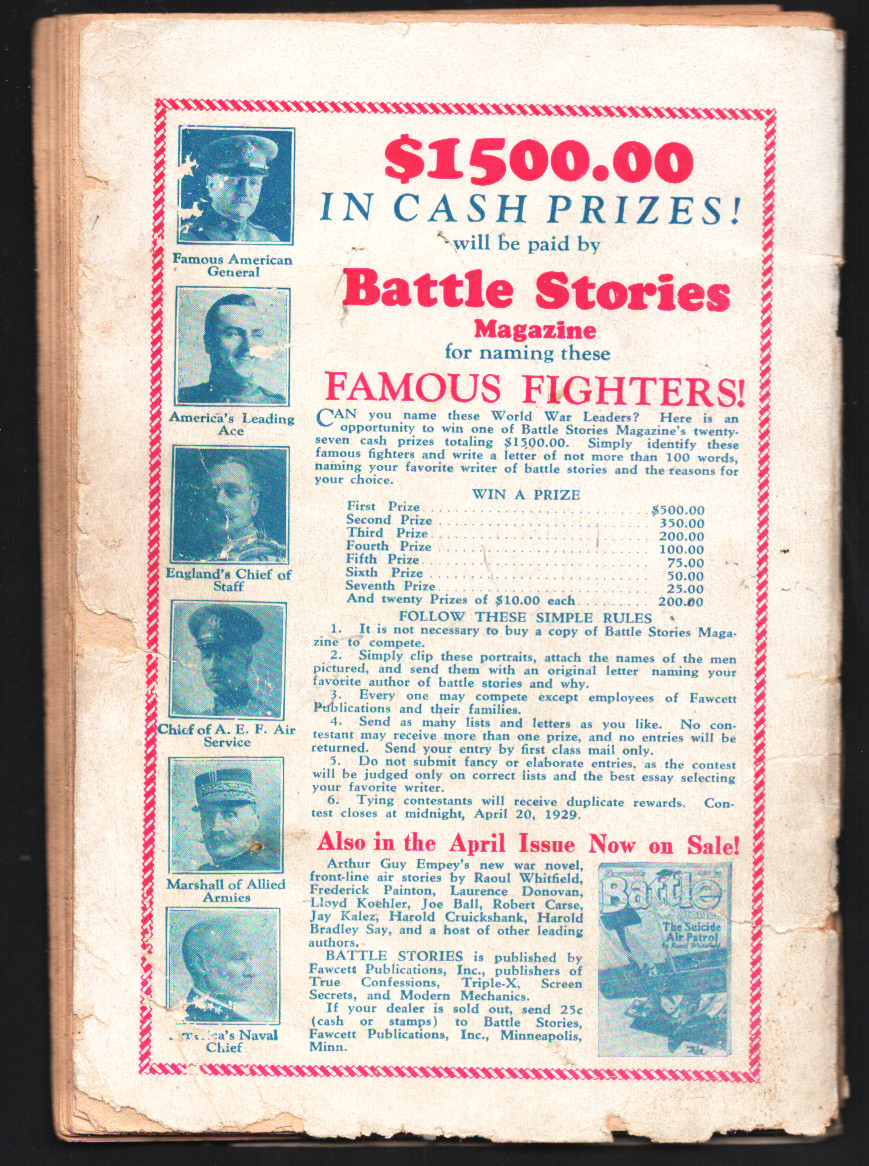 Famous American
General
America's Leading
Ace
England's Chief of
Staff
Chief of A. E. F. Air
Service
Marshall of Allied
Armies
Naval
Chief
$1500.00
IN CASH PRIZES!
will be paid by
Battle Stories
Magazine
for naming these
FAMOUS FIGHTERS!
CAN you name these World War Leaders? Here is an
opportunity to win one of Battle Stories Magazine's twenty-
seven cash prizes totaling $1500.00. Simply identify these
famous fighters and write a letter of not more than 100 words,
naming your favorite writer of battle stories and the reasons for
your choice.
WIN A PRIZE
First Prize $500.00
Second Prize 350.00
Third Prize 200.00
Fourth Prize 100.00
Fifth Prize 75.00
Sixth Prize 50.00
Seventh Prize 25.00
And twenty Prizes of $10.00 each 200.00
FOLLOW THESE SIMPLE RULES
1. It is not necessary to buy a copy of Battle Stories Maga-
zine to compete.
2. Simply clip these portraits, attach the names of the men
pictured, and send them with an original letter naming your
favorite author of battle stories and why.
3. Every one may compete except employees of Fawcett
Publications and their families.
4. Send as many lists and letters as you like. No con-
testant may receive more than one prize, and no entries will be
returned. Send your entry by first class mail only.
5. Do not submit fancy or elaborate entries, as the contest
will be judged only on correct lists and the best essay selecting
your favorite writer.
6. Tying contestants will receive duplicate rewards. Con-
test closes at midnight, April 20, 1929.
Also in the April Issue Now on Sale!
Arthur Guy Empey's new war novel,
front-line air stories by Raoul Whitfield,
Frederick Painton, Laurence Donovan,
Lloyd Koehler, Joe Ball, Robert Carse,
Jay Kalez, Harold Cruickshank, Harold
Bradley Say, and a host of other leading
authors.
BATTLE STORIES is published by
Fawcett Publications, Inc., publishers of
True Confessions, Triple-X, Screen
Secrets, and Modern Mechanics.
If your dealer is sold out, send 25c
(cash or stamps) to Battle Stories,
Fawcett Publications, Inc., Minneapolis,
Minn.
Battle
Stories
The Suicide
Air Patrol
by Raoul Whitfield